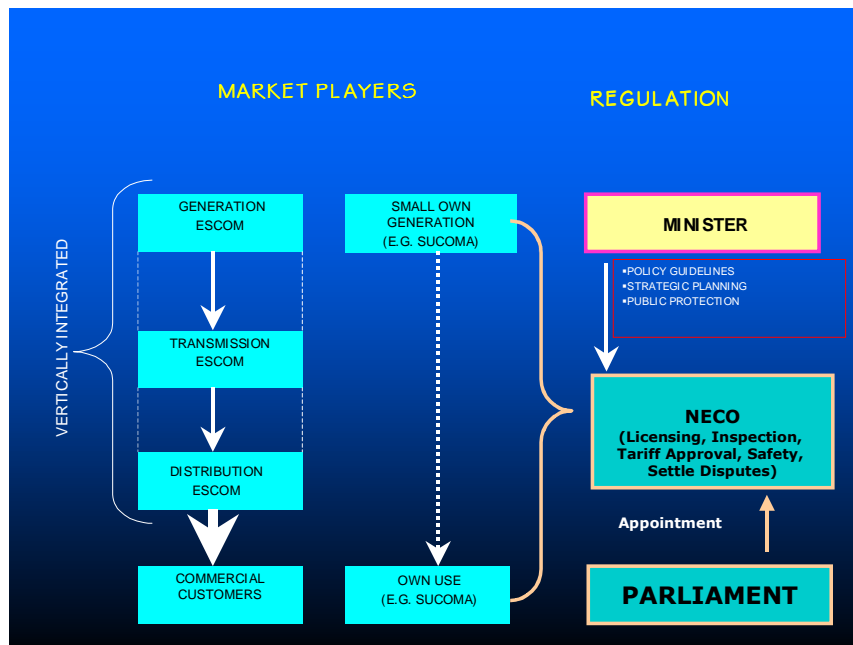 MARKET PLAYERS
REGULATION
VERTICALLY INTEGRATED
GENERATION
ESCOM
TRANSMISSION
ESCOM
DISTRIBUTION
ESCOM
COMMERCIAL
CUSTOMERS
SMALL OWN
GENERATION
(E.G. SUCOMA)
OWN USE
(E.G. SUCOMA)
MINISTER
▪POLICY GUIDELINES
▪STRATEGIC PLANNING
▪PUBLIC PROTECTION
NECO
(Licensing, Inspection,
Tariff Approval, Safety,
Settle Disputes)
Appointment
PARLIAMENT